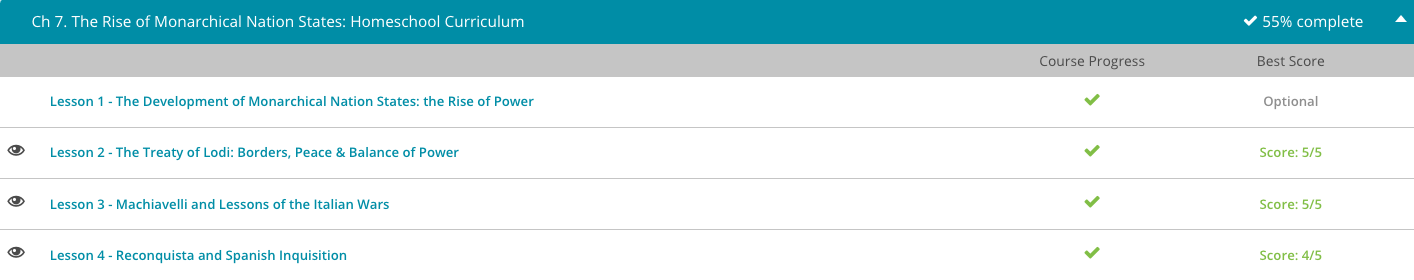 Ch 7. The Rise of Monarchical Nation States: Homeschool Curriculum 55% complete
Course Progress Best Score
Lesson 1 - The Development of Monarchical Nation States: the Rise of Power Optional
Lesson 2 - The Treaty of Lodi: Borders, Peace & Balance of Power Score: 5/5
Lesson 3 - Machiavelli and Lessons of the Italian Wars Score: 5/5
Lesson 4 - Reconquista and Spanish Inquisition Score: 4/5